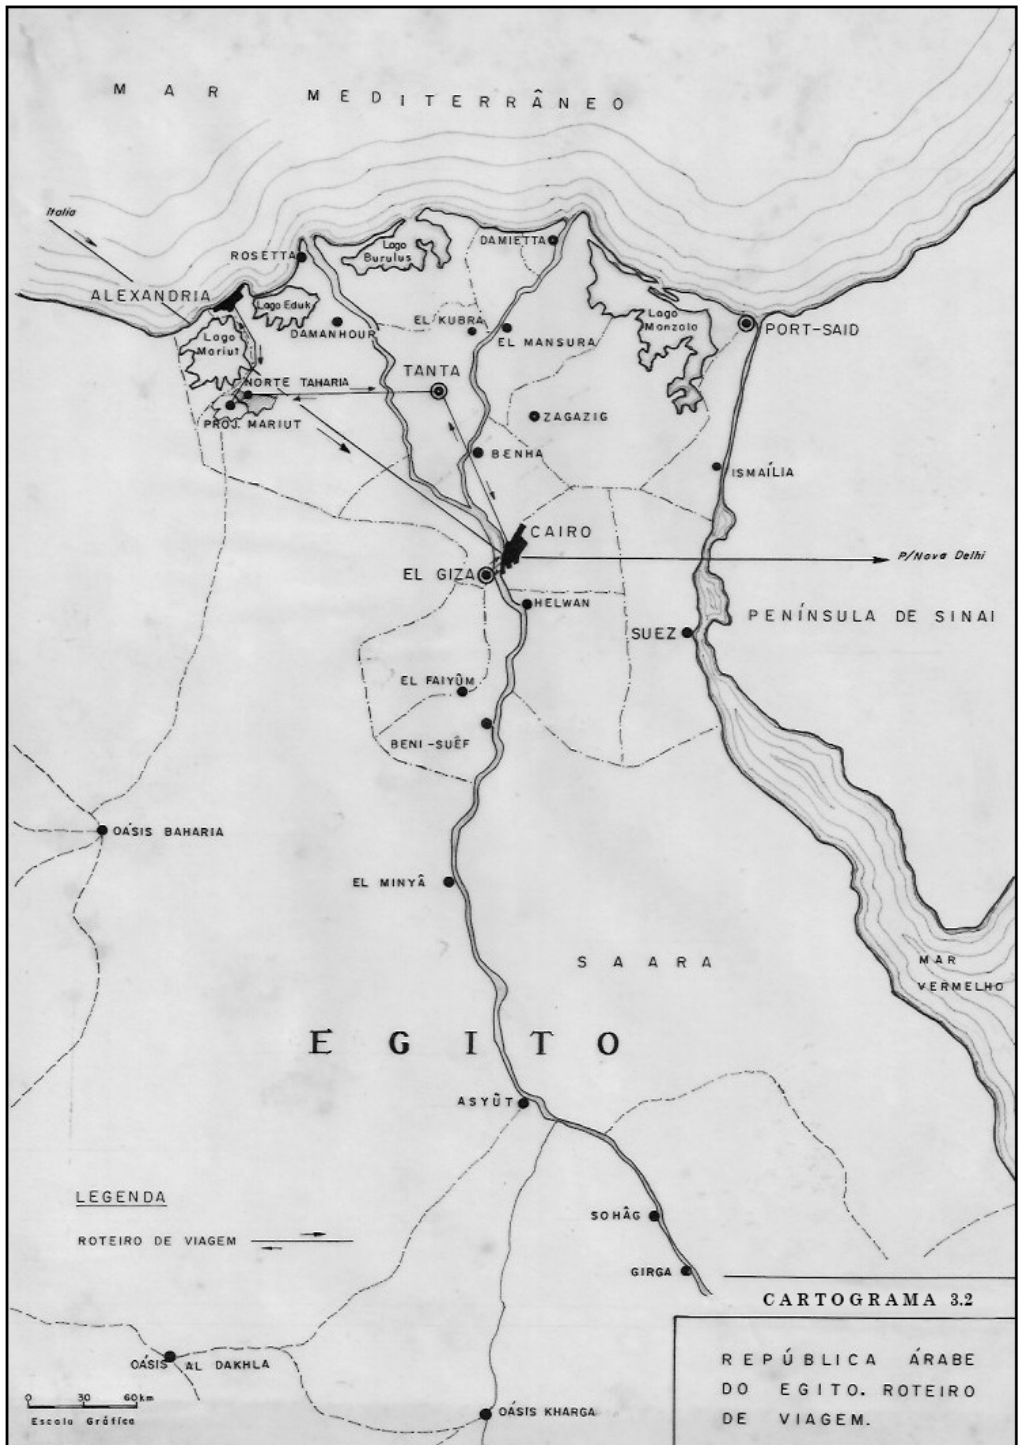 MAR MEDITERRÂNEO
Italia
ROSETTA
Lago
Burulus
DAMIETTA
ALEXANDRIA
Lago Eduk
DAMANHOUR
EL KUBRA
EL MANSURA
Lago
Manzala
PORT-SAID
Lago
Mariut
TANTA
NORTE TAHARIA
PROJ. MARIUT
ZAGAZIG
BENHA
ISMAÍLIA
CAIRO
P/Nova Delhi
EL GIZA
HELWAN
PENÍNSULA DE SINAI
SUEZ
EL FAIYÛM
BENI-SUÊF
OÁSIS BAHARIA
EL MINYÂ
SAARA
MAR
VERMELHO
EGITO
ASYÛT
LEGENDA
ROTEIRO DE VIAGEM
SOHÂG
GIRGA
CARTOGRAMA 3.2
OÁSIS AL DAKHLA
REPÚBLICA ÁRABE
DO EGITO. ROTEIRO
DE VIAGEM.
0 30 60km
Escala Gráfica
OÁSIS KHARGA